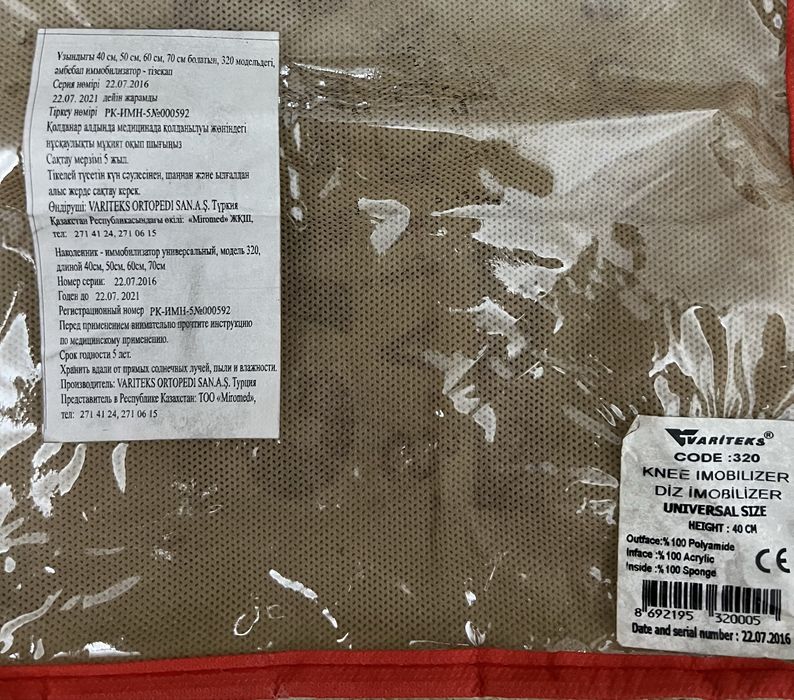 Ұзындығы 40 см, 50 см, 60 см, 70 см болатын, 320 модельдегі,
әмбебап иммобилизатор - тізеқап
Серия нөмірі 22.07.2016
22.07. 2021 дейін жарамды
Тіркеу нөмірі РК-ИМН-5№000592
Қолданар алдында медицинада қолданылуы жөніндегі
нұсқаулықты мұқият оқып шығыңыз
Сақтау мерзімі 5 жыл.
Тікелей түсетін күн сәулесінен, шаңнан және ылғалдан
алыс жерде сақтау керек.
Өндіруші: VARITEKS ORTOPEDI SAN.A.Ş. Түркия
Қазақстан Республикасындағы өкілі: «Miromed» ЖҚШ,
тел: 271 41 24, 271 06 15
Наколенник - иммобилизатор универсальный, модель 320,
длиной 40см, 50см, 60см, 70см
Номер серии: 22.07.2016
Годен до 22.07. 2021
Регистрационный номер РК-ИМН-5№000592
Перед применением внимательно прочтите инструкцию
по медицинскому применению.
Срок годности 5 лет.
Хранить вдали от прямых солнечных лучей, пыли и влажности.
Производитель: VARITEKS ORTOPEDI SAN.A.Ş. Турция
Представитель в Республике Казахстан: ТОО «Miromed»,
тел: 271 41 24, 271 06 15
VARİTEKS®
CODE :320
KNEE IMOBILIZER
DİZ İMOBİLİZER
UNIVERSAL SIZE
HEIGHT : 40 CM
Outface:%100 Polyamide
Inface :%100 Acrylic
Inside :%100 Sponge
CE
8 692195 320005
Date and serial number : 22.07.2016